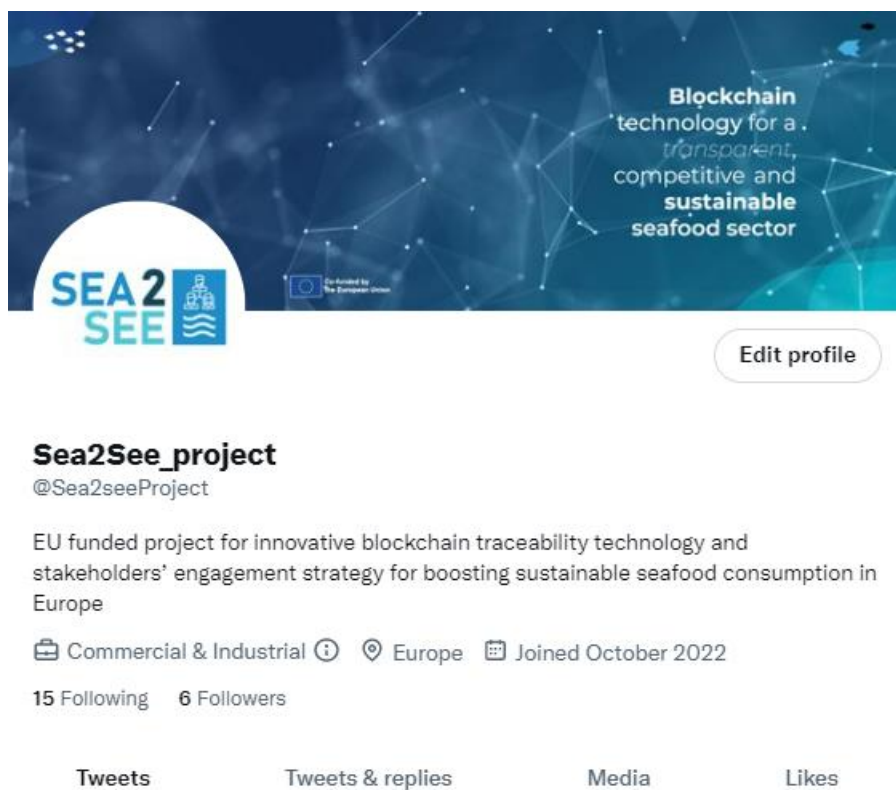 Blockchain
technology for a
transparent,
competitive and
sustainable
seafood sector
SEA 2
SEE
Co-funded by
the European Union
Edit profile
Sea2See_project
@Sea2seeProject
EU funded project for innovative blockchain traceability technology and
stakeholders’ engagement strategy for boosting sustainable seafood consumption in
Europe
Commercial & Industrial Europe Joined October 2022
15 Following 6 Followers
Tweets Tweets & replies Media Likes